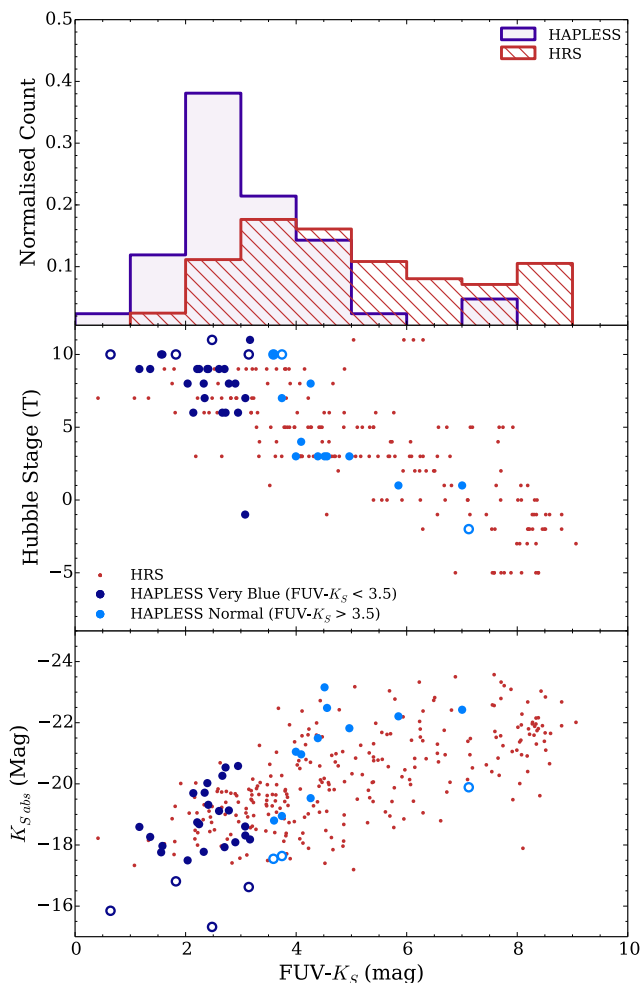 0.5
0.4
0.3
0.2
0.1
Normalised Count
HAPLESS
HRS
10
5
0
−5
Hubble Stage (T)
HRS
HAPLESS Very Blue (FUV-K_S < 3.5)
HAPLESS Normal (FUV-K_S > 3.5)
−24
−22
−20
−18
−16
K_S abs (Mag)
0 2 4 6 8 10
FUV-K_S (mag)